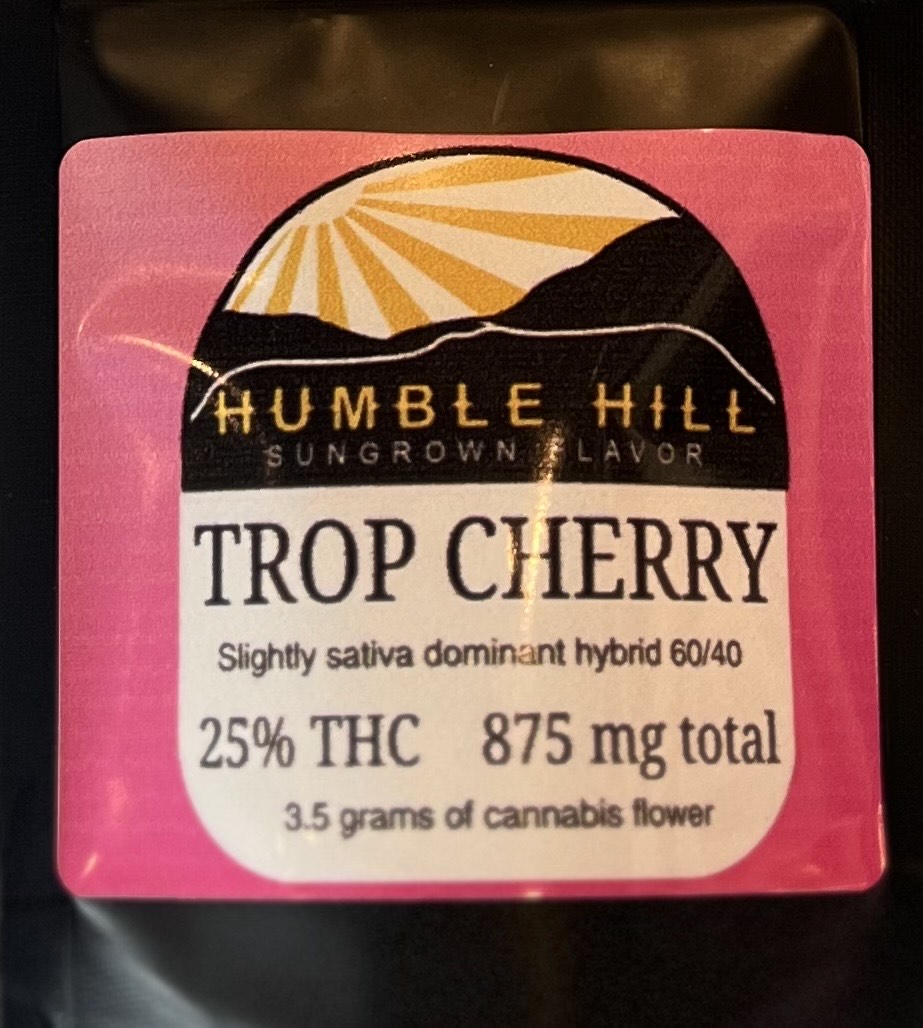 HUMBLE HILL
SUNGROWN FLAVOR
TROP CHERRY
Slightly sativa dominant hybrid 60/40
25% THC 875 mg total
3.5 grams of cannabis flower